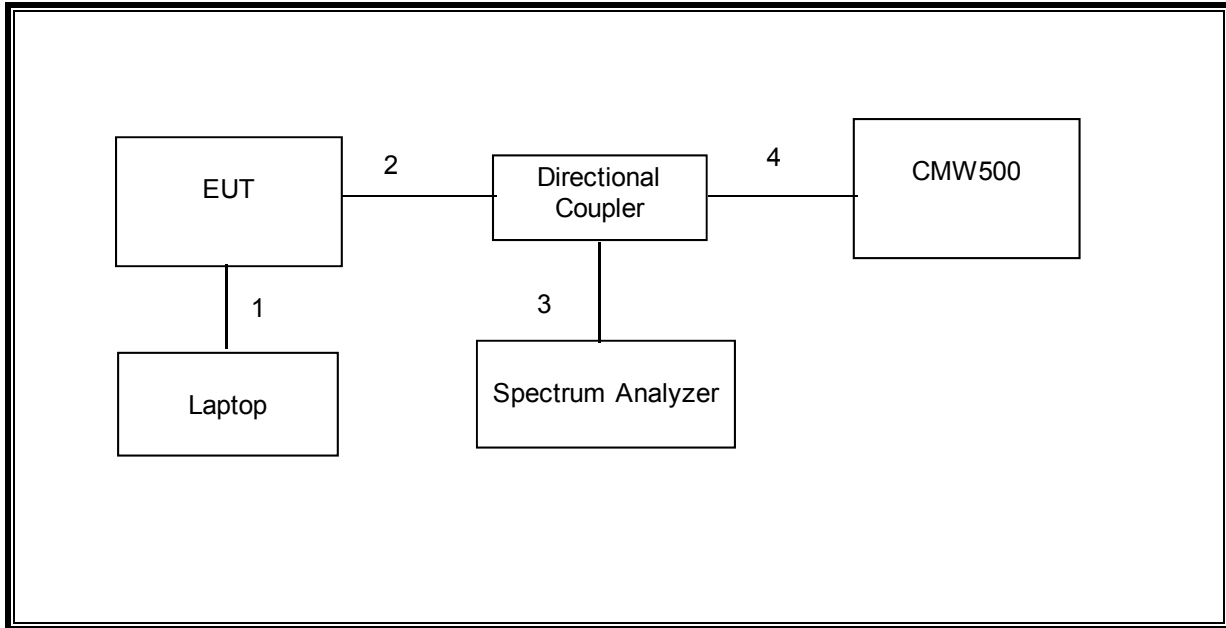 EUT
2
Directional
Coupler
4
CMW500
1
3
Laptop
Spectrum Analyzer